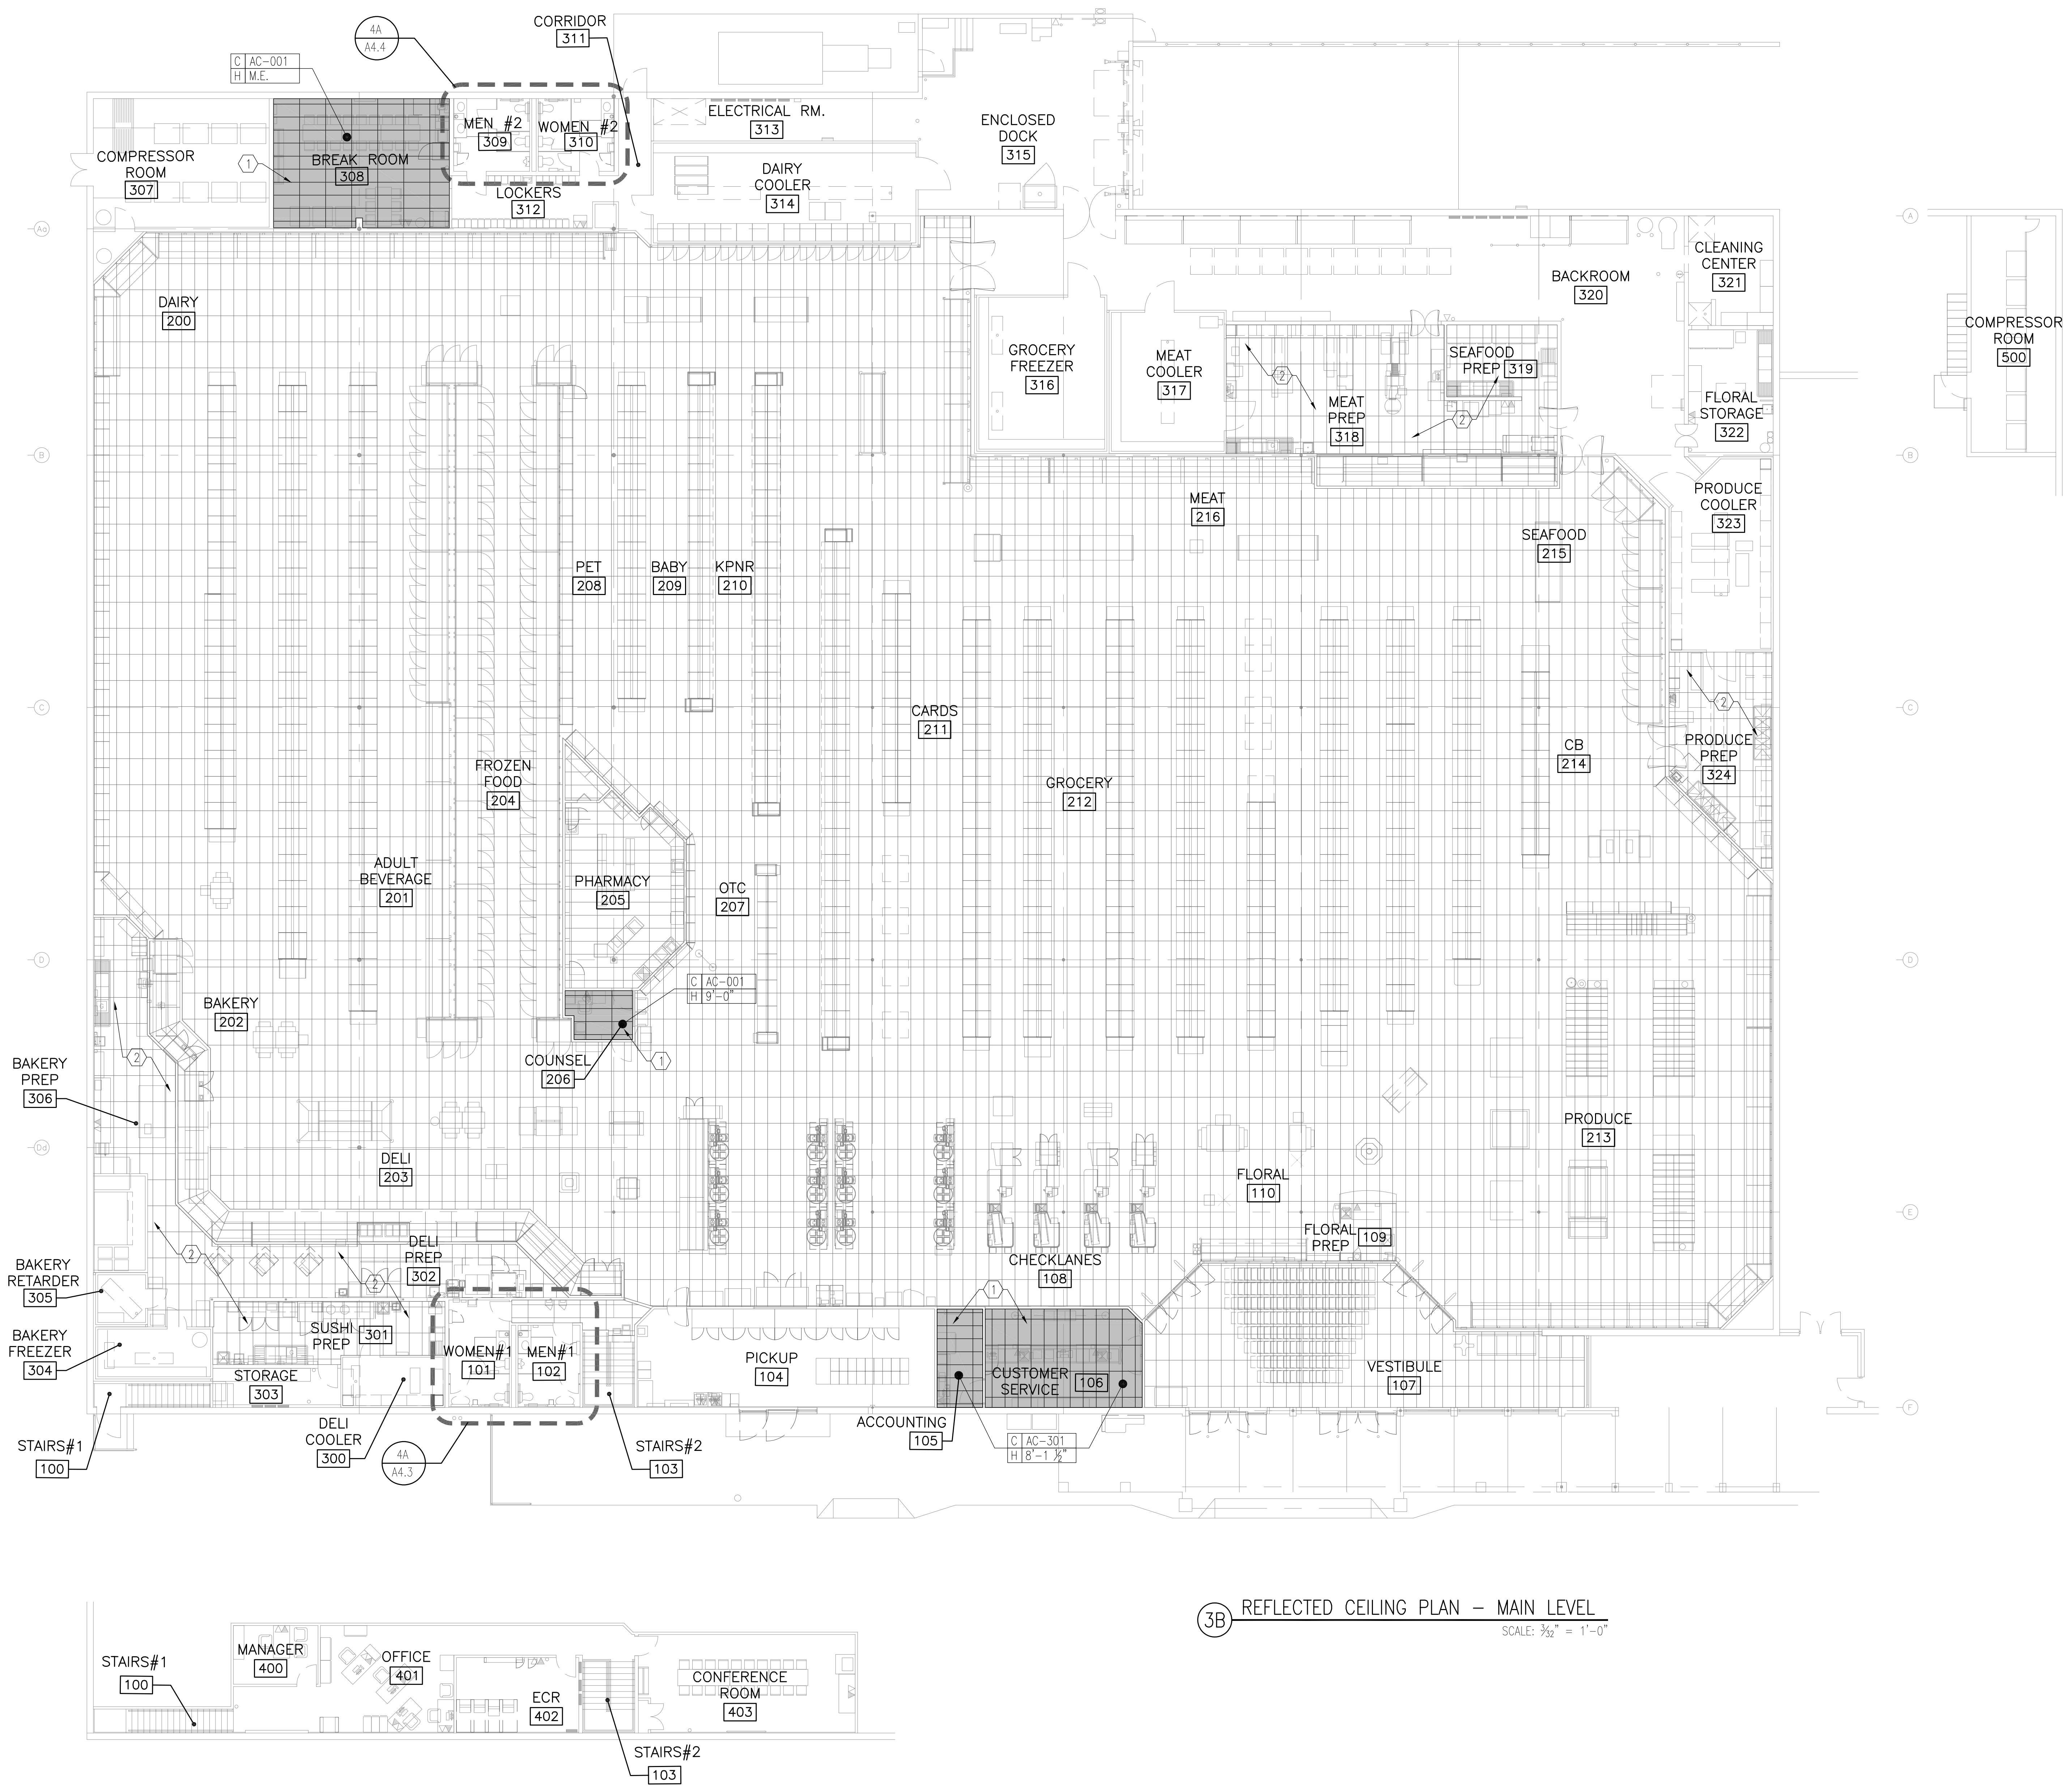 CORRIDOR
311
4A
A4.4
C AC-001
H M.E.
MEN #2
309
WOMEN #2
310
ELECTRICAL RM.
313
ENCLOSED
DOCK
315
COMPRESSOR
ROOM
307
1
BREAK ROOM
308
LOCKERS
312
DAIRY
COOLER
314
Aa
A
CLEANING
CENTER
321
BACKROOM
320
DAIRY
200
COMPRESSOR
ROOM
500
GROCERY
FREEZER
316
MEAT
COOLER
317
2
SEAFOOD
PREP
319
MEAT
PREP
318
2
FLORAL
STORAGE
322
B
B
MEAT
216
PRODUCE
COOLER
323
SEAFOOD
215
PET
208
BABY
209
KPNR
210
C
CARDS
211
2
C
CB
214
PRODUCE
PREP
324
FROZEN
FOOD
204
GROCERY
212
ADULT
BEVERAGE
201
PHARMACY
205
OTC
207
D
D
C AC-001
H 9'-0"
BAKERY
202
2
COUNSEL
206
1
BAKERY
PREP
306
PRODUCE
213
Da
DELI
203
FLORAL
110
E
FLORAL
PREP
109
2
DELI
PREP
302
2
CHECKLANES
108
BAKERY
RETARDER
305
1
SUSHI
PREP
301
BAKERY
FREEZER
304
WOMEN#1
101
MEN#1
102
PICKUP
104
STORAGE
303
CUSTOMER
SERVICE
106
VESTIBULE
107
F
ACCOUNTING
105
C AC-301
H 8'-1 ½"
STAIRS#1
100
DELI
COOLER
300
4A
A4.3
STAIRS#2
103
3B
REFLECTED CEILING PLAN - MAIN LEVEL
SCALE: 3/32" = 1'-0"
MANAGER
400
OFFICE
401
STAIRS#1
100
ECR
402
CONFERENCE
ROOM
403
STAIRS#2
103